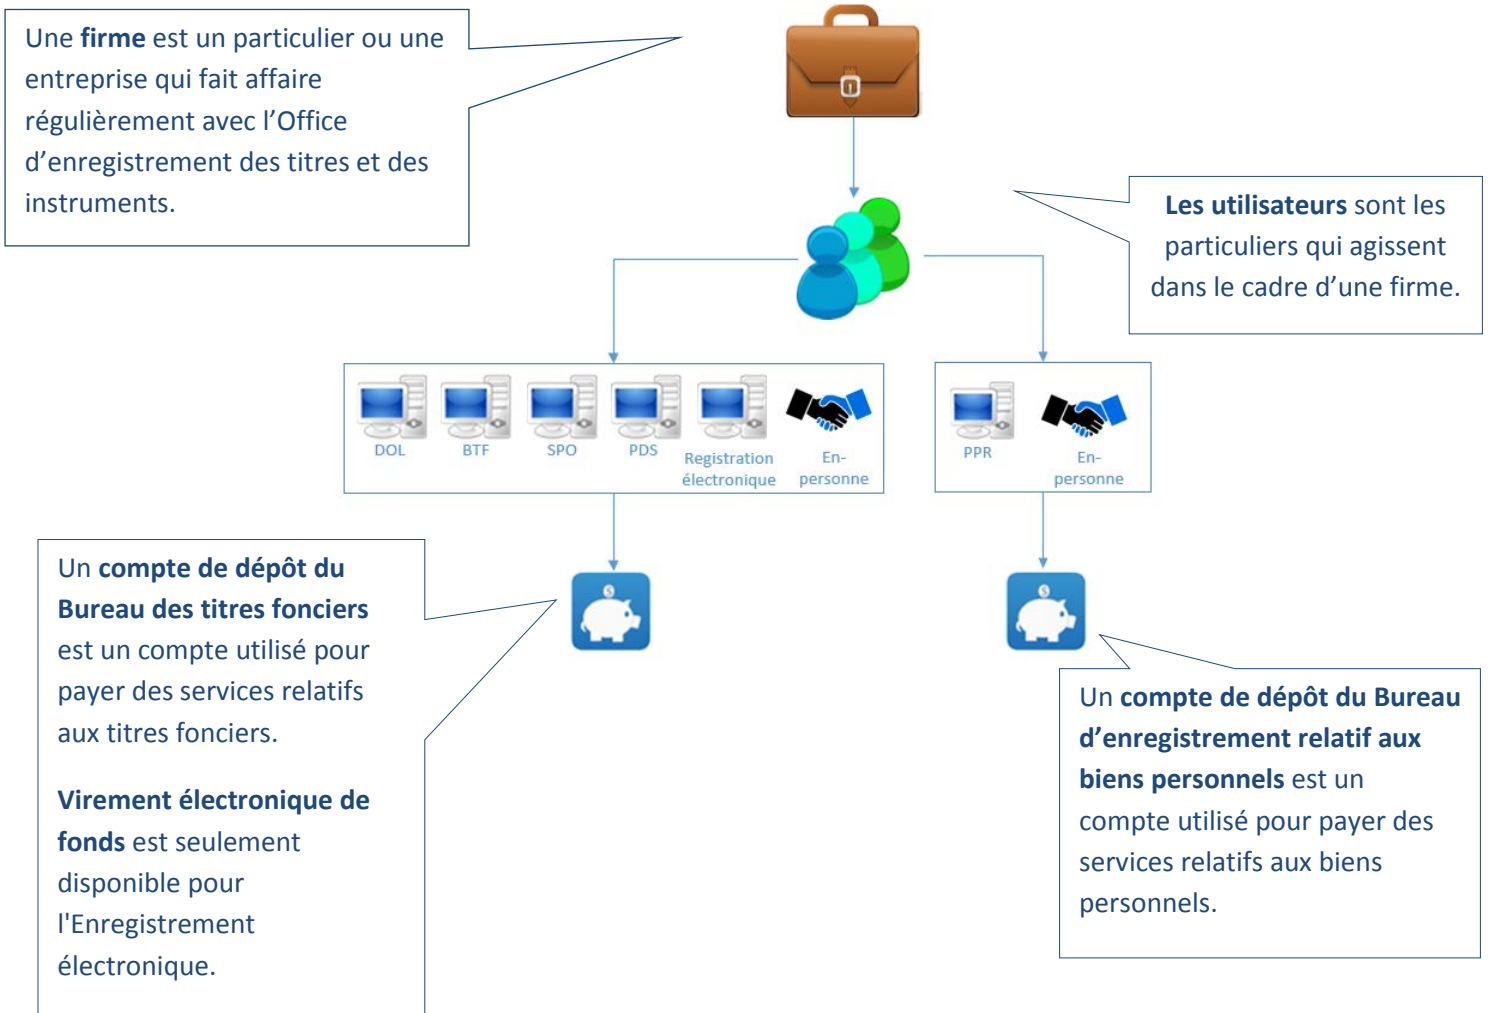 Une firme est un particulier ou une
entreprise qui fait affaire
régulièrement avec l’Office
d’enregistrement des titres et des
instruments.
Les utilisateurs sont les
particuliers qui agissent
dans le cadre d’une firme.
DOL
BTF
SPO
PDS
Registration
électronique
En-
personne
PPR
En-
personne
Un compte de dépôt du
Bureau des titres fonciers
est un compte utilisé pour
payer des services relatifs
aux titres fonciers.
Virement électronique de
fonds est seulement
disponible pour
l'Enregistrement
électronique.
$
$
Un compte de dépôt du Bureau
d’enregistrement relatif aux
biens personnels est un
compte utilisé pour payer des
services relatifs aux biens
personnels.